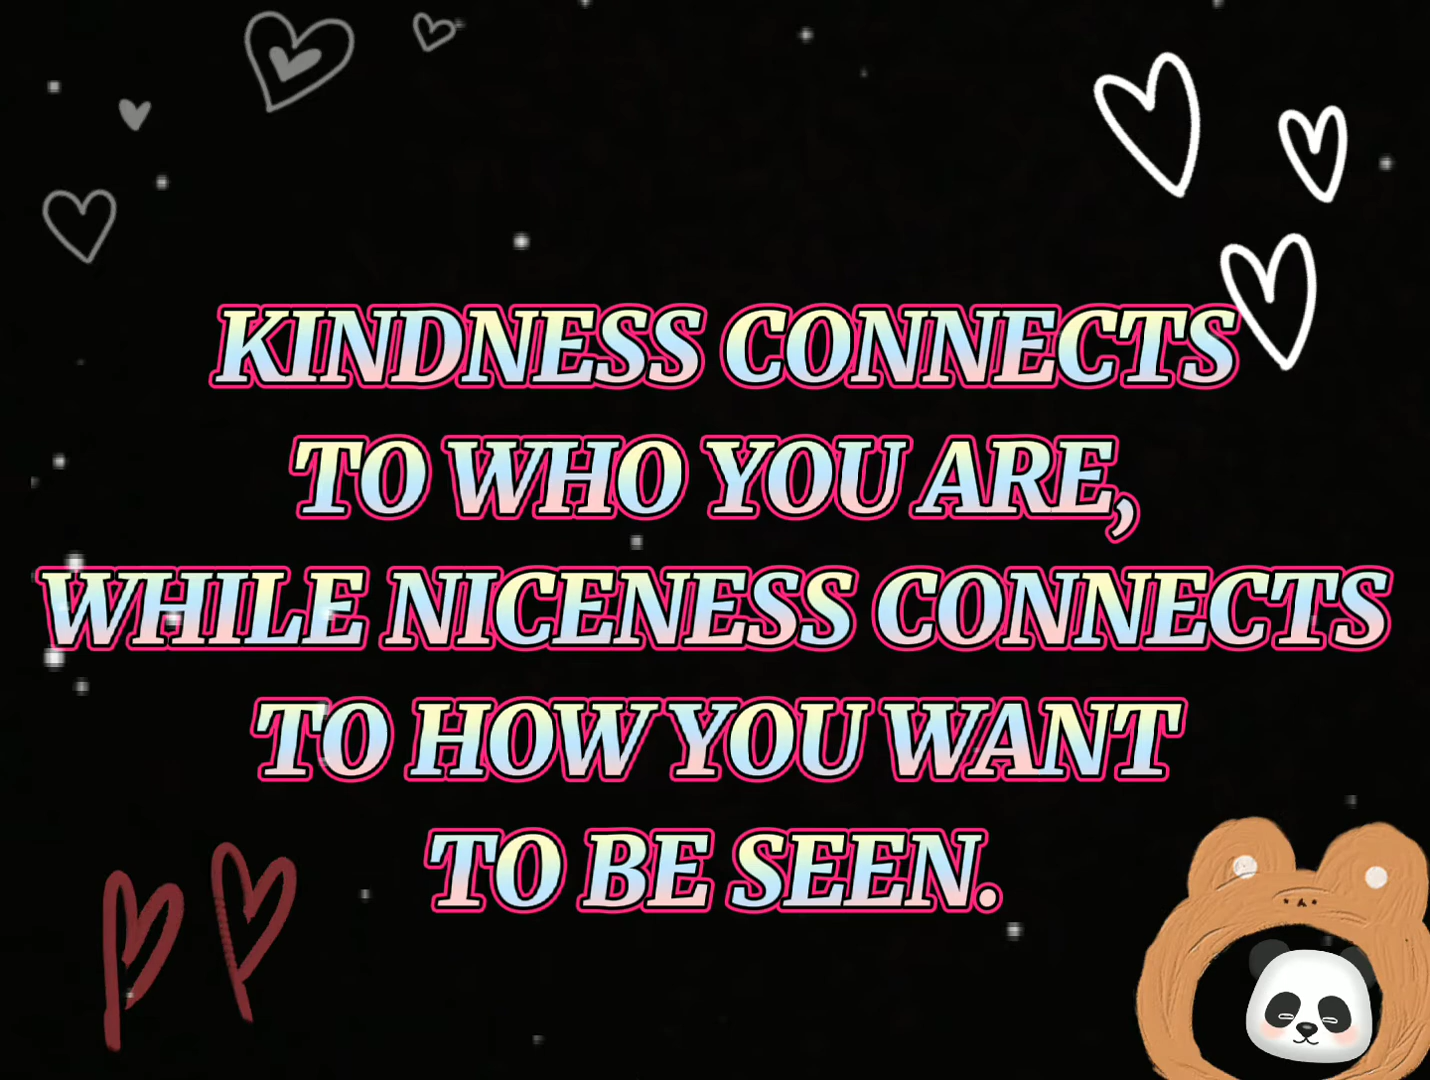 KINDNESS CONNECTS
TO WHO YOU ARE,
WHILE NICENESS CONNECTS
TO HOW YOU WANT
TO BE SEEN.